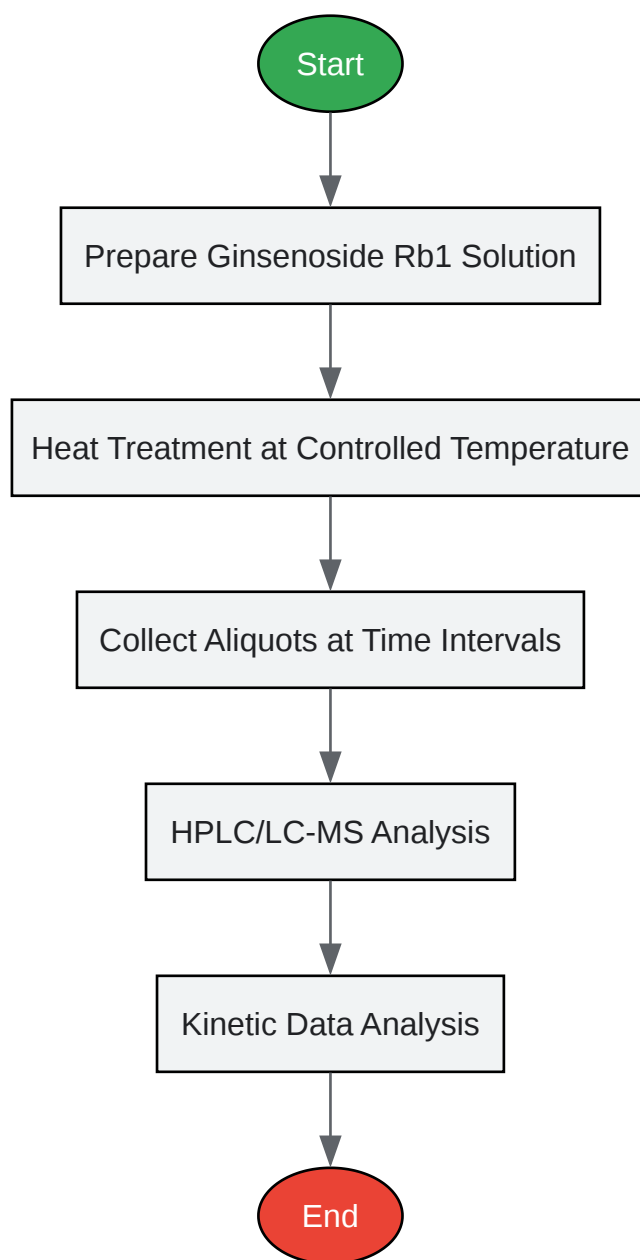 Start
Prepare Ginsenoside Rb1 Solution
Heat Treatment at Controlled Temperature
Collect Aliquots at Time Intervals
HPLC/LC-MS Analysis
Kinetic Data Analysis
End